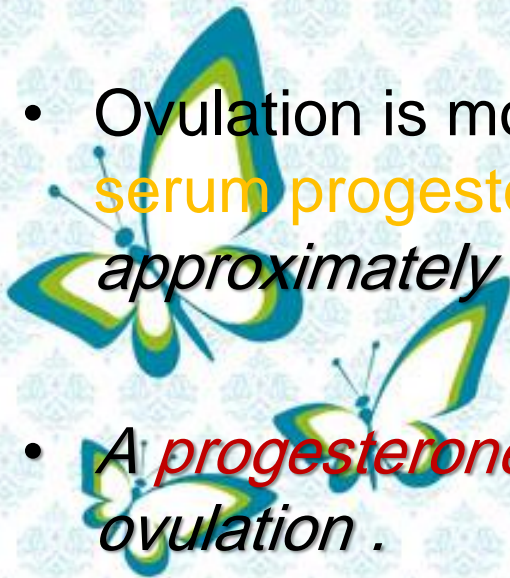 • Ovulation is mo
serum progeste
approximately
• A progesterone
ovulation .